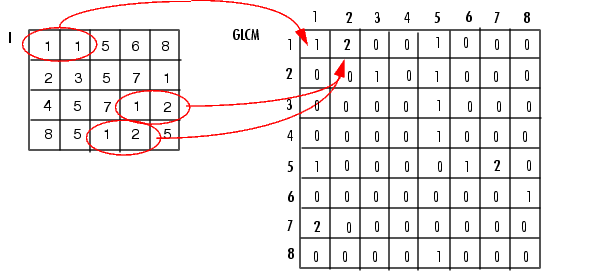 I
1 1 5 6 8
2 3 5 7 1
4 5 7 1 2
8 5 1 2 5
GLCM
1 2 3 4 5 6 7 8
1 1 2 0 0 1 0 0 0
2 0 0 1 0 1 0 0 0
3 0 0 0 0 1 0 0 0
4 0 0 0 0 1 0 0 0
5 1 0 0 0 0 1 2 0
6 0 0 0 0 0 0 0 1
7 2 0 0 0 0 0 0 0
8 0 0 0 0 1 0 0 0